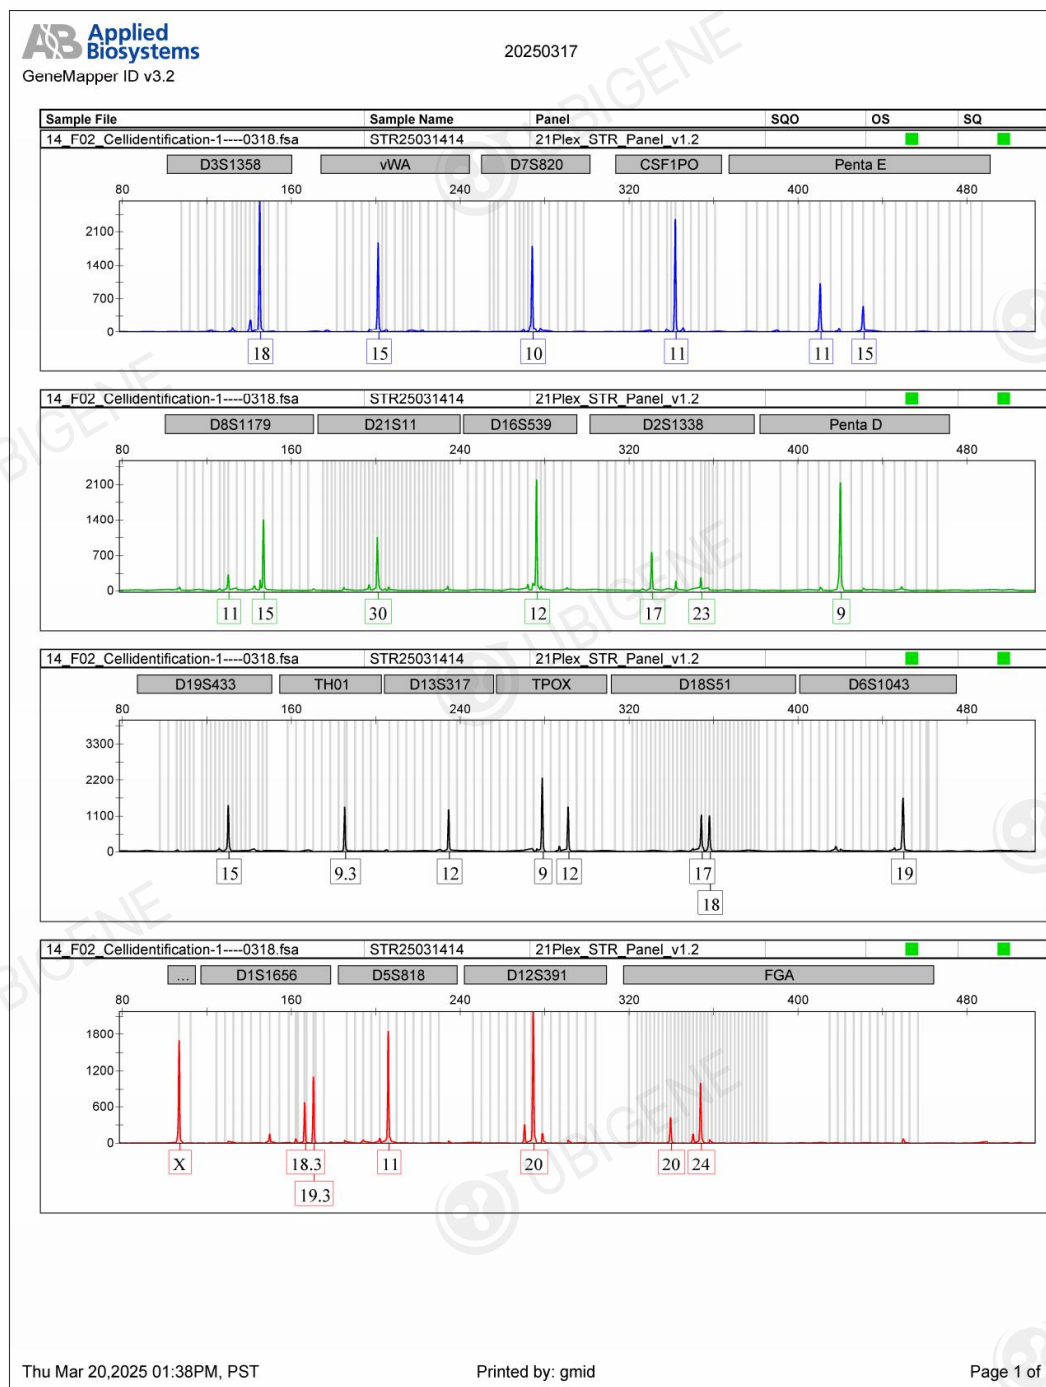 Applied
Biosystems
GeneMapper ID v3.2
20250317
Sample File Sample Name Panel SQO OS SQ
14_F02_Cellidentification-1----0318.fsa STR25031414 21Plex_STR_Panel_v1.2
D3S1358 vWA D7S820 CSF1PO Penta E
80 160 240 320 400 480
2100
1400
700
0
18 15 10 11 11 15
14_F02_Cellidentification-1----0318.fsa STR25031414 21Plex_STR_Panel_v1.2
D8S1179 D21S11 D16S539 D2S1338 Penta D
80 160 240 320 400 480
2100
1400
700
0
11 15 30 12 17 23 9
14_F02_Cellidentification-1----0318.fsa STR25031414 21Plex_STR_Panel_v1.2
D19S433 TH01 D13S317 TPOX D18S51 D6S1043
80 160 240 320 400 480
3300
2200
1100
0
15 9.3 12 9 12 17 19
18
14_F02_Cellidentification-1----0318.fsa STR25031414 21Plex_STR_Panel_v1.2
... D1S1656 D5S818 D12S391 FGA
80 160 240 320 400 480
1800
1200
600
0
X 18.3 11 20 20 24
19.3
Thu Mar 20,2025 01:38PM, PST Printed by: gmid Page 1 of
UBIGENE
UBIGENE
UBIGENE
UBIGENE